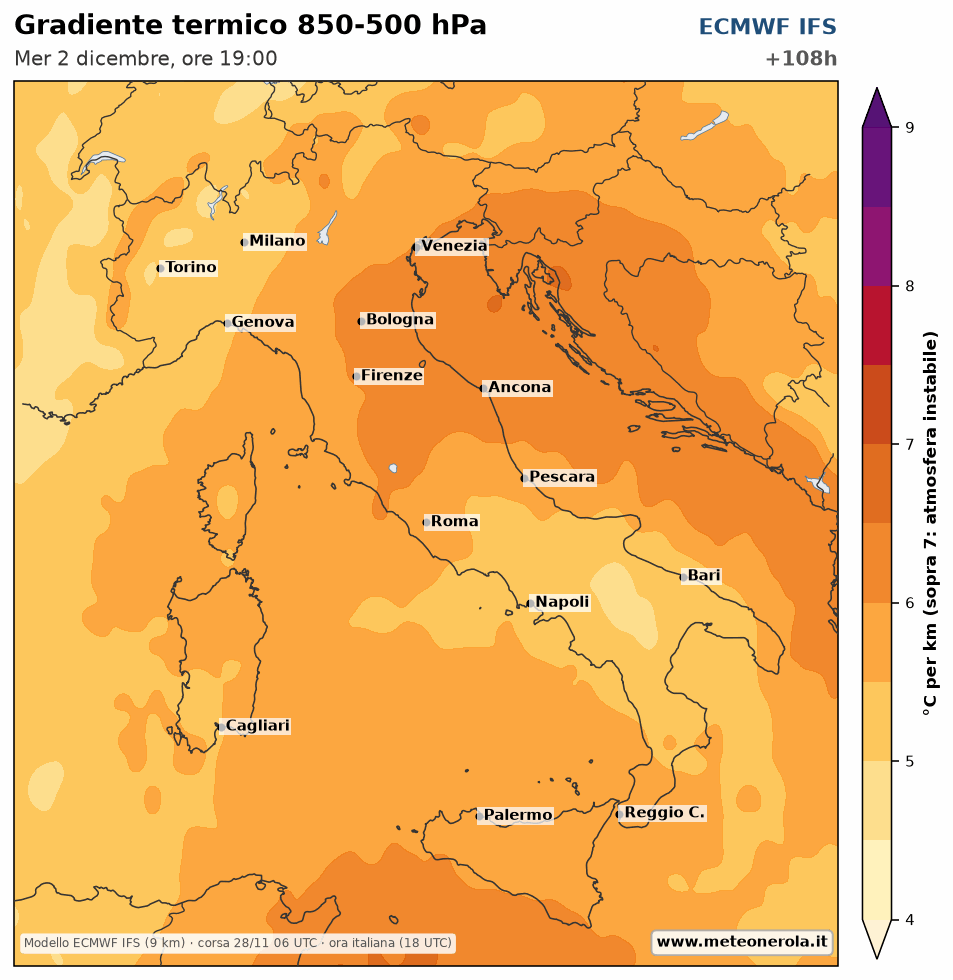 Gradiente termico 850-500 hPa
ECMWF IFS
Mer 2 dicembre, ore 19:00
+108h
Milano
Venezia
Torino
Genova
Bologna
Firenze
Ancona
Pescara
Roma
Bari
Napoli
Cagliari
Palermo
Reggio C.
9
8
7
6
5
4
°C per km (sopra 7: atmosfera instabile)
Modello ECMWF IFS (9 km) · corsa 28/11 06 UTC · ora italiana (18 UTC)
www.meteonerola.it